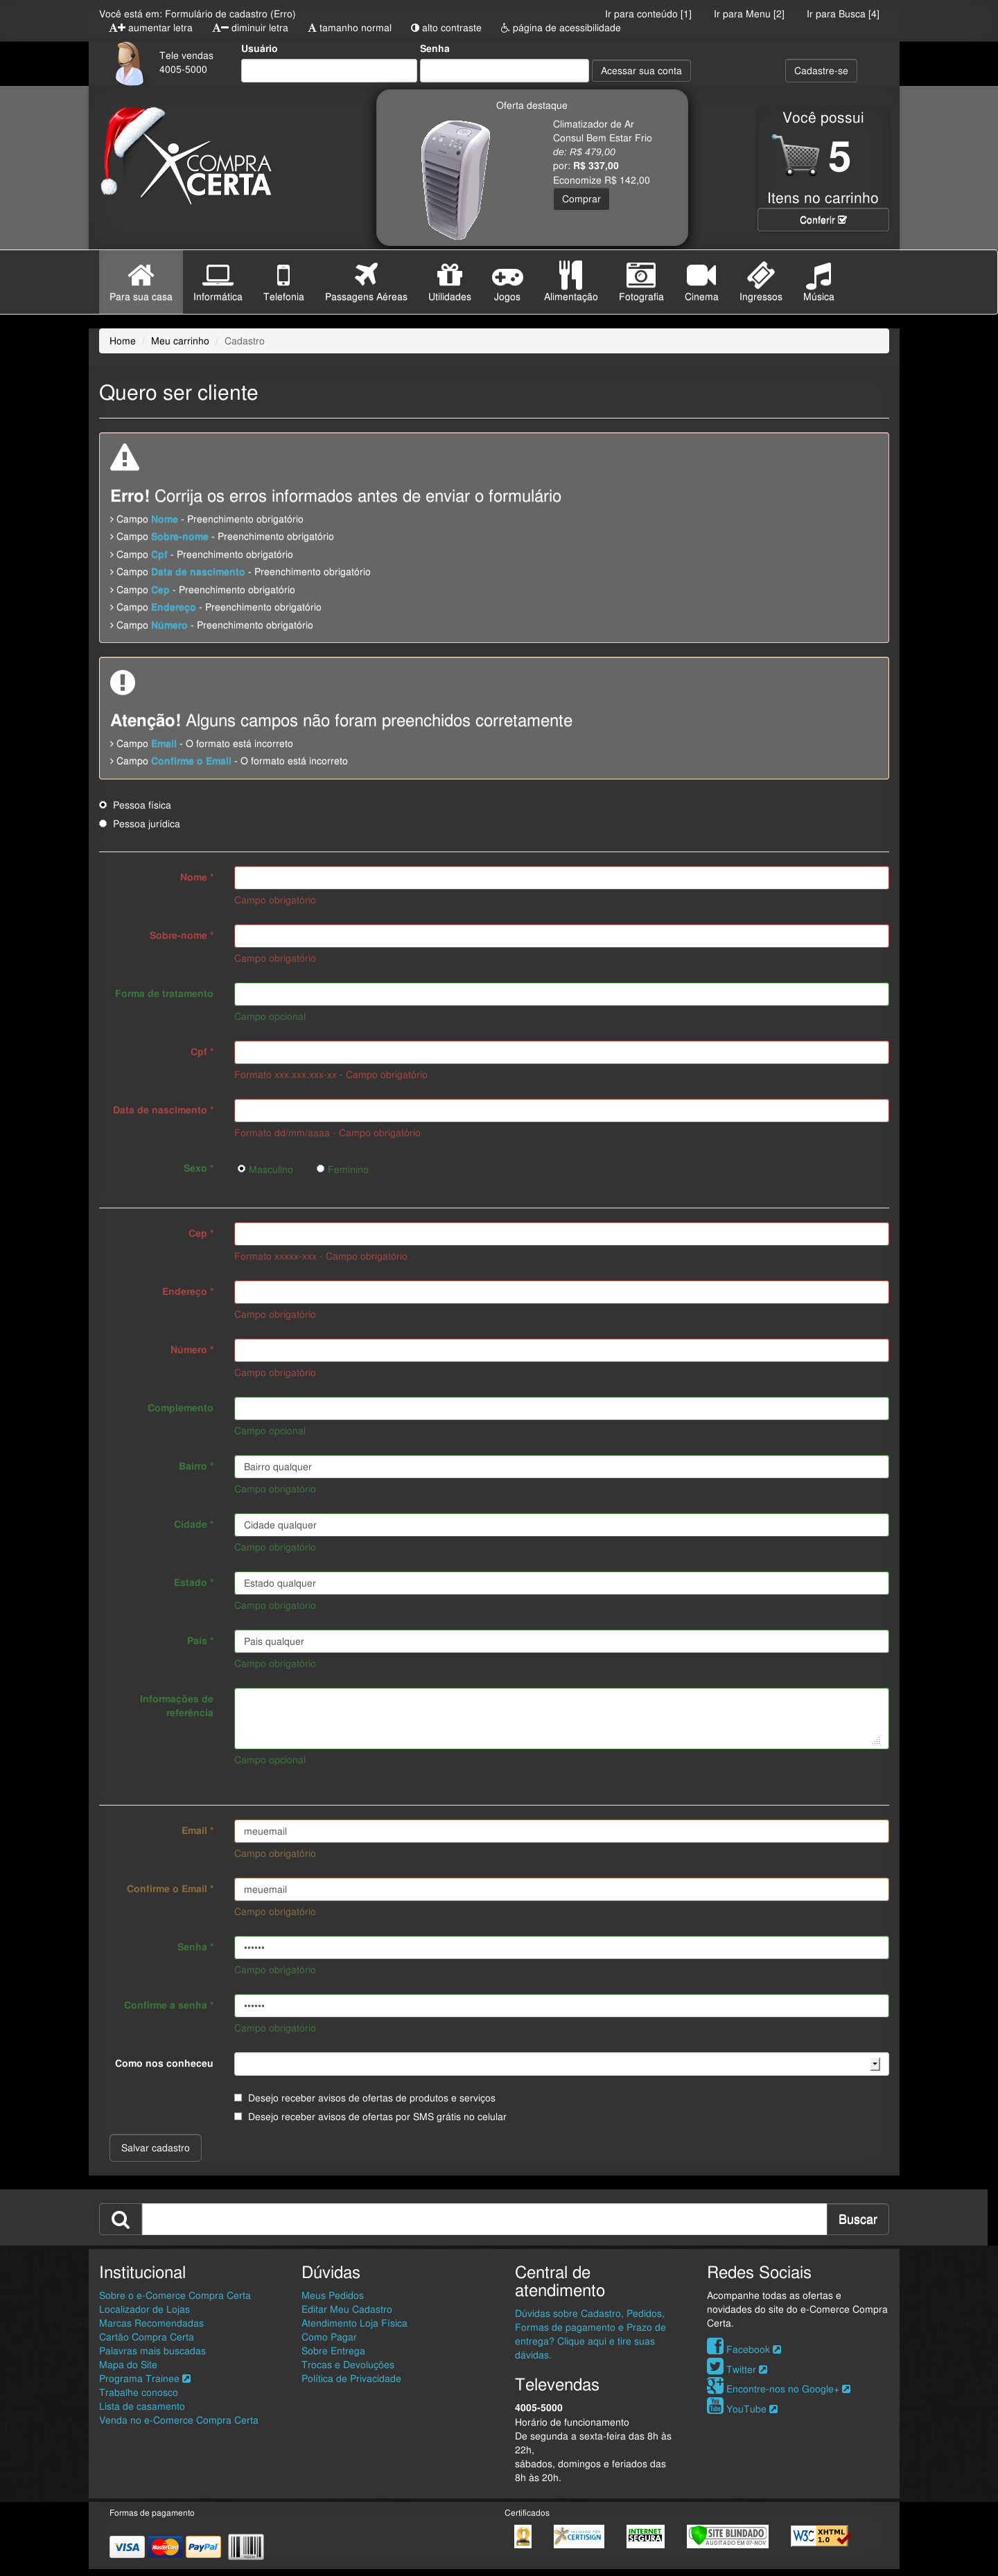 Você está em: Formulário de cadastro (Erro)
Ir para conteúdo [1] Ir para Menu [2] Ir para Busca [4]
A+ aumentar letra A− diminuir letra A tamanho normal alto contraste página de acessibilidade
Tele vendas
4005-5000
Usuário
Senha
Acessar sua conta
Cadastre-se
COMPRA
CERTA
Oferta destaque
Climatizador de Ar
Consul Bem Estar Frio
de: R$ 479,00
por: R$ 337,00
Economize R$ 142,00
Comprar
Você possui
5
Itens no carrinho
Conferir
Para sua casa Informática Telefonia Passagens Aéreas Utilidades Jogos Alimentação Fotografia Cinema Ingressos Música
Home / Meu carrinho / Cadastro
Quero ser cliente
Erro! Corrija os erros informados antes de enviar o formulário
Campo Nome - Preenchimento obrigatório
Campo Sobre-nome - Preenchimento obrigatório
Campo Cpf - Preenchimento obrigatório
Campo Data de nascimento - Preenchimento obrigatório
Campo Cep - Preenchimento obrigatório
Campo Endereço - Preenchimento obrigatório
Campo Número - Preenchimento obrigatório
Atenção! Alguns campos não foram preenchidos corretamente
Campo Email - O formato está incorreto
Campo Confirme o Email - O formato está incorreto
Pessoa física
Pessoa jurídica
Nome *
Campo obrigatório
Sobre-nome *
Campo obrigatório
Forma de tratamento
Campo opcional
Cpf *
Formato xxx.xxx.xxx-xx - Campo obrigatório
Data de nascimento *
Formato dd/mm/aaaa - Campo obrigatório
Sexo * Masculino Feminino
Cep *
Formato xxxxx-xxx - Campo obrigatório
Endereço *
Campo obrigatório
Número *
Campo obrigatório
Complemento
Campo opcional
Bairro * Bairro qualquer
Campo obrigatório
Cidade * Cidade qualquer
Campo obrigatório
Estado * Estado qualquer
Campo obrigatório
País * Pais qualquer
Campo obrigatório
Informações de
referência
Campo opcional
Email * meuemail
Campo obrigatório
Confirme o Email * meuemail
Campo obrigatório
Senha * ••••••
Campo obrigatório
Confirme a senha * ••••••
Campo obrigatório
Como nos conheceu
Desejo receber avisos de ofertas de produtos e serviços
Desejo receber avisos de ofertas por SMS grátis no celular
Salvar cadastro
Buscar
Institucional
Sobre o e-Comerce Compra Certa
Localizador de Lojas
Marcas Recomendadas
Cartão Compra Certa
Palavras mais buscadas
Mapa do Site
Programa Trainee
Trabalhe conosco
Lista de casamento
Venda no e-Comerce Compra Certa
Dúvidas
Meus Pedidos
Editar Meu Cadastro
Atendimento Loja Física
Como Pagar
Sobre Entrega
Trocas e Devoluções
Política de Privacidade
Central de
atendimento
Dúvidas sobre Cadastro, Pedidos,
Formas de pagamento e Prazo de
entrega? Clique aqui e tire suas
dávidas.
Televendas
4005-5000
Horário de funcionamento
De segunda a sexta-feira das 8h às
22h,
sábados, domingos e feriados das
8h às 20h.
Redes Sociais
Acompanhe todas as ofertas e
novidades do site do e-Comerce Compra
Certa.
Facebook
Twitter
Encontre-nos no Google+
YouTube
Formas de pagamento
VISA MasterCard PayPal
Certificados
CERTISIGN
INTERNET
SEGURA
SITE BLINDADO
AUDITADO EM 07-NOV
W3C XHTML
1.0